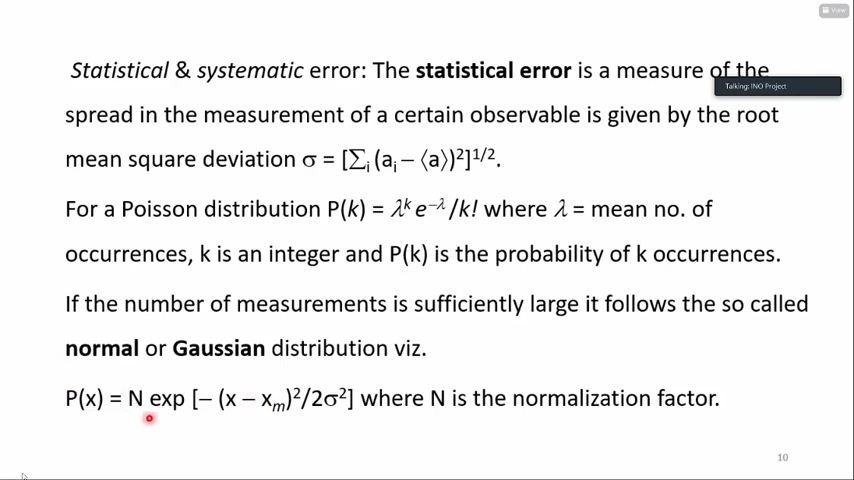 View
Statistical & systematic error: The statistical error is a measure of the
Talking: INO Project
spread in the measurement of a certain observable is given by the root
mean square deviation σ = [∑i (ai – ⟨a⟩)²]¹/².
For a Poisson distribution P(k) = λᵏ e⁻λ /k! where λ = mean no. of
occurrences, k is an integer and P(k) is the probability of k occurrences.
If the number of measurements is sufficiently large it follows the so called
normal or Gaussian distribution viz.
P(x) = N exp [– (x – xm)²/2σ²] where N is the normalization factor.
10